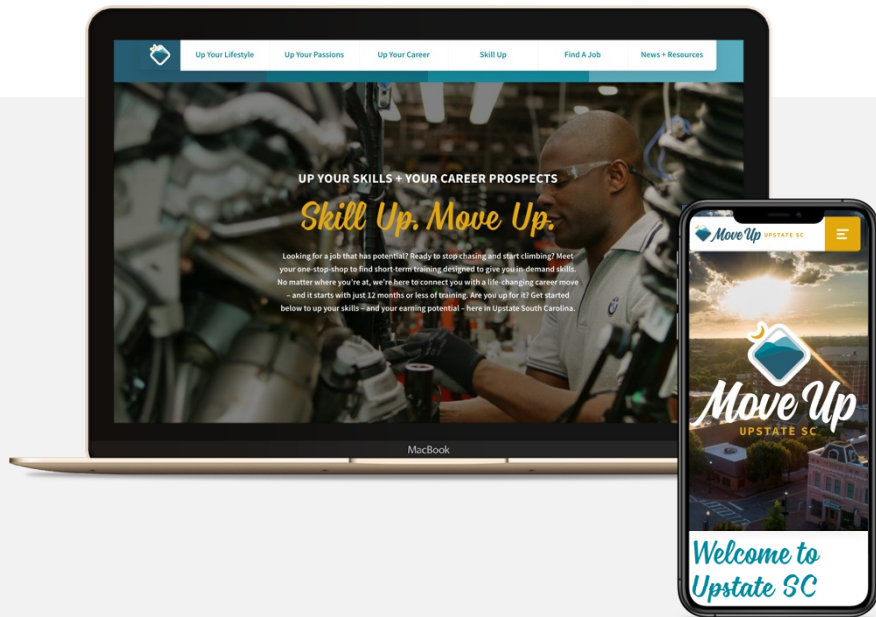 Up Your Lifestyle
Up Your Passions
Up Your Career
Skill Up
Find A Job
News + Resources
UP YOUR SKILLS + YOUR CAREER PROSPECTS
Skill Up. Move Up.
Looking for a job that has potential? Ready to stop chasing and start climbing? Meet
your one-stop-shop to find short-term training designed to give you in-demand skills.
No matter where you're at, we're here to connect you with a life-changing career move
– and it starts with just 12 months or less of training. Are you up for it? Get started
below to up your skills – and your earning potential – here in Upstate South Carolina.
MacBook
Move Up UPSTATE SC
Move Up
UPSTATE SC
Welcome to
Upstate SC